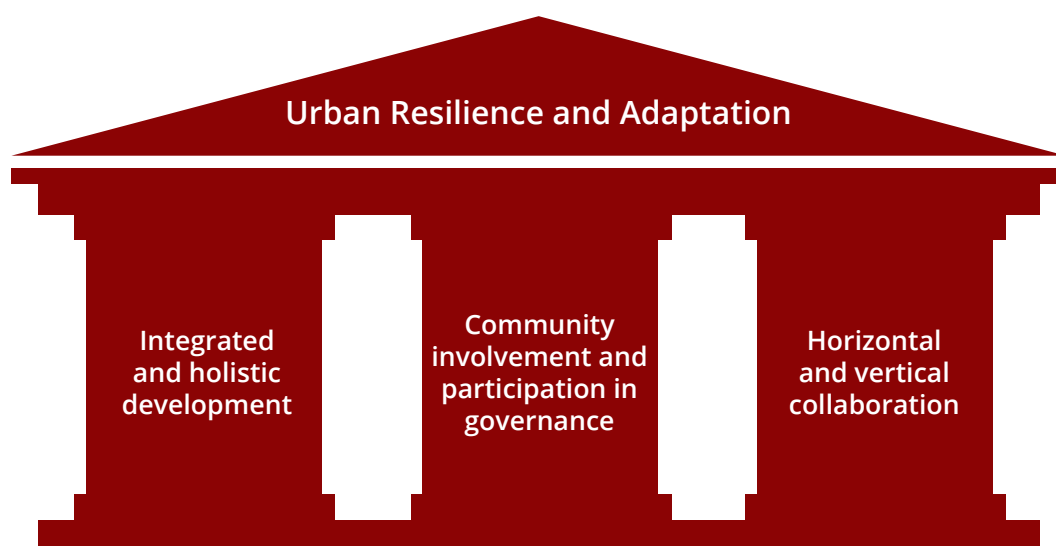 Urban Resilience and Adaptation
Integrated
and holistic
development
Community
involvement and
participation in
governance
Horizontal
and vertical
collaboration